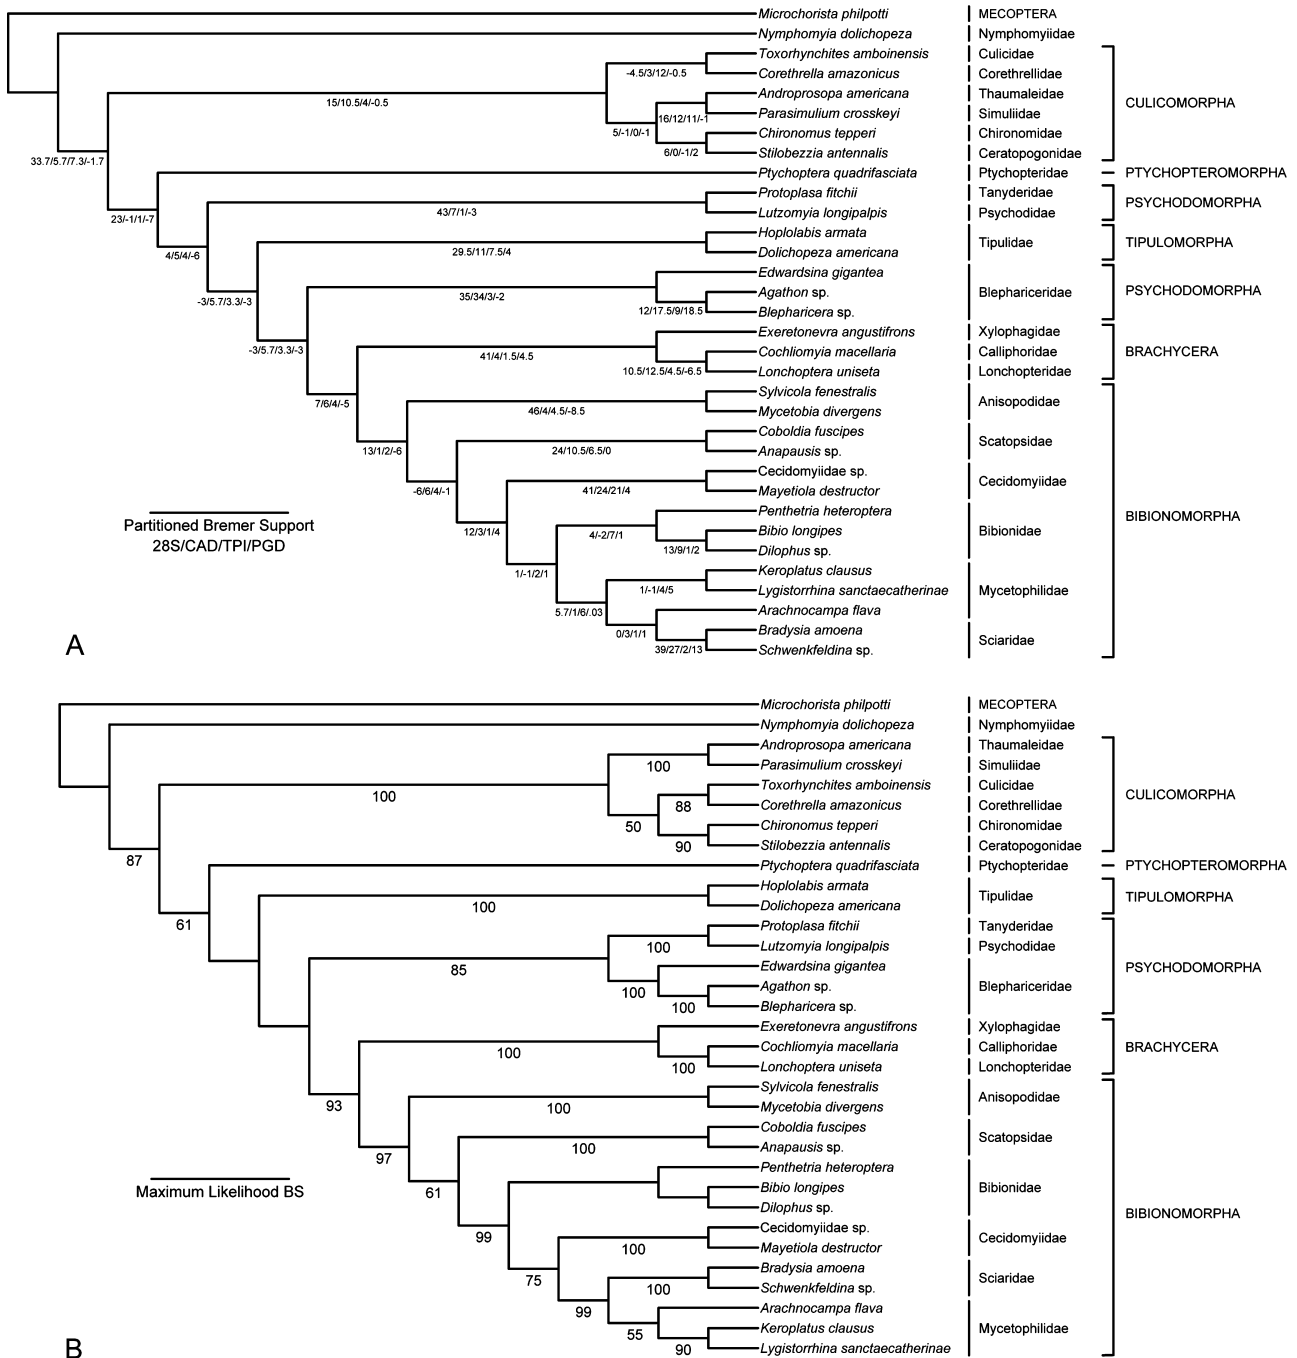 Microchorista philpotti MECOPTERA
Nymphomyia dolichopeza Nymphomyiidae
Toxorhynchites amboinensis Culicidae
-4.5/3/12/-0.5
Corethrella amazonicus Corethrellidae
15/10.5/4/-0.5
Androprosopa americana Thaumaleidae
CULICOMORPHA
16/12/11/-1
Parasimulium crosskeyi Simuliidae
5/-1/0/-1
Chironomus tepperi Chironomidae
6/0/-1/2
Stilobezzia antennalis Ceratopogonidae
33.7/5.7/7.3/-1.7
Ptychoptera quadrifasciata Ptychopteridae PTYCHOPTEROMORPHA
Protoplasa fitchii Tanyderidae
PSYCHODOMORPHA
43/7/1/-3
Lutzomyia longipalpis Psychodidae
23/-1/1/-7
Hoplolabis armata
Tipulidae TIPULOMORPHA
29.5/11/7.5/4
Dolichopeza americana
4/5/4/-6
Edwardsina gigantea
35/34/3/-2
Agathon sp. Blephariceridae PSYCHODOMORPHA
12/17.5/9/18.5
Blepharicera sp.
-3/5.7/3.3/-3
Exeretonevra angustifrons Xylophagidae
41/4/1.5/4.5
Cochliomyia macellaria Calliphoridae BRACHYCERA
-3/5.7/3.3/-3
10.5/12.5/4.5/-6.5
Lonchoptera uniseta Lonchopteridae
Sylvicola fenestralis
Anisopodidae
46/4/4.5/-8.5
Mycetobia divergens
7/6/4/-5
Coboldia fuscipes
Scatopsidae
24/10.5/6.5/0
Anapausis sp.
13/1/2/-6
Cecidomyiidae sp.
Cecidomyiidae
41/24/21/4
Mayetiola destructor
-6/6/4/-1
Penthetria heteroptera
BIBIONOMORPHA
4/-2/7/1
Bibio longipes Bibionidae
12/3/1/4
13/9/1/2
Dilophus sp.
Partitioned Bremer Support
28S/CAD/TPI/PGD
Keroplatus clausus
1/-1/2/1
1/-1/4/5
Lygistorrhina sanctaecatherinae Mycetophilidae
Arachnocampa flava
5.7/1/6/.03
Bradysia amoena
0/3/1/1
Sciaridae
39/27/2/13
Schwenkfeldina sp.
A
Microchorista philpotti MECOPTERA
Nymphomyia dolichopeza Nymphomyiidae
Androprosopa americana Thaumaleidae
100
Parasimulium crosskeyi Simuliidae
Toxorhynchites amboinensis Culicidae
100
CULICOMORPHA
88
Corethrella amazonicus Corethrellidae
50
Chironomus tepperi Chironomidae
90
Stilobezzia antennalis Ceratopogonidae
87
Ptychoptera quadrifasciata Ptychopteridae PTYCHOPTEROMORPHA
Hoplolabis armata
Tipulidae TIPULOMORPHA
100
Dolichopeza americana
61
Protoplasa fitchii Tanyderidae
100
Lutzomyia longipalpis Psychodidae
85
Edwardsina gigantea
PSYCHODOMORPHA
100
Agathon sp. Blephariceridae
100
Blepharicera sp.
Exeretonevra angustifrons Xylophagidae
100
Cochliomyia macellaria Calliphoridae BRACHYCERA
100
Lonchoptera uniseta Lonchopteridae
Sylvicola fenestralis
Anisopodidae
93
100
Mycetobia divergens
Coboldia fuscipes
Scatopsidae
100
Anapausis sp.
97
Penthetria heteroptera
Bibio longipes Bibionidae
61
Dilophus sp.
Maximum Likelihood BS
BIBIONOMORPHA
Cecidomyiidae sp.
Cecidomyiidae
99
100
Mayetiola destructor
Bradysia amoena
Sciaridae
75
100
Schwenkfeldina sp.
Arachnocampa flava
99
Keroplatus clausus Mycetophilidae
55
90
Lygistorrhina sanctaecatherinae
B